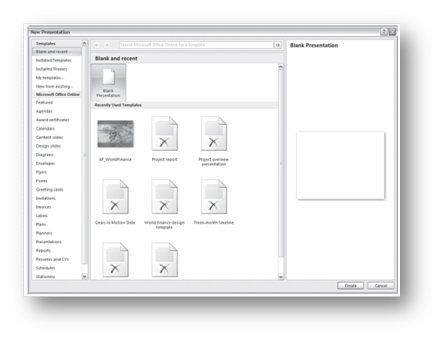 New Presentation
Templates
Blank and recent
Installed Templates
Installed Themes
My templates...
New from existing...
Microsoft Office Online
Featured
Agendas
Award certificates
Calendars
Content slides
Design slides
Diagrams
Envelopes
Flyers
Forms
Greeting cards
Invitations
Invoices
Labels
Plans
Planners
Presentations
Reports
Resumes and CVs
Schedules
Stationery
Search Microsoft Office Online for a template
Blank and recent
Blank
Presentation
Recently Used Templates
AF_WorldFinance
Project report
Project overview
presentation
Gears in Motion Slide
World finance design
template
Three-month timeline
Blank Presentation
Create
Cancel